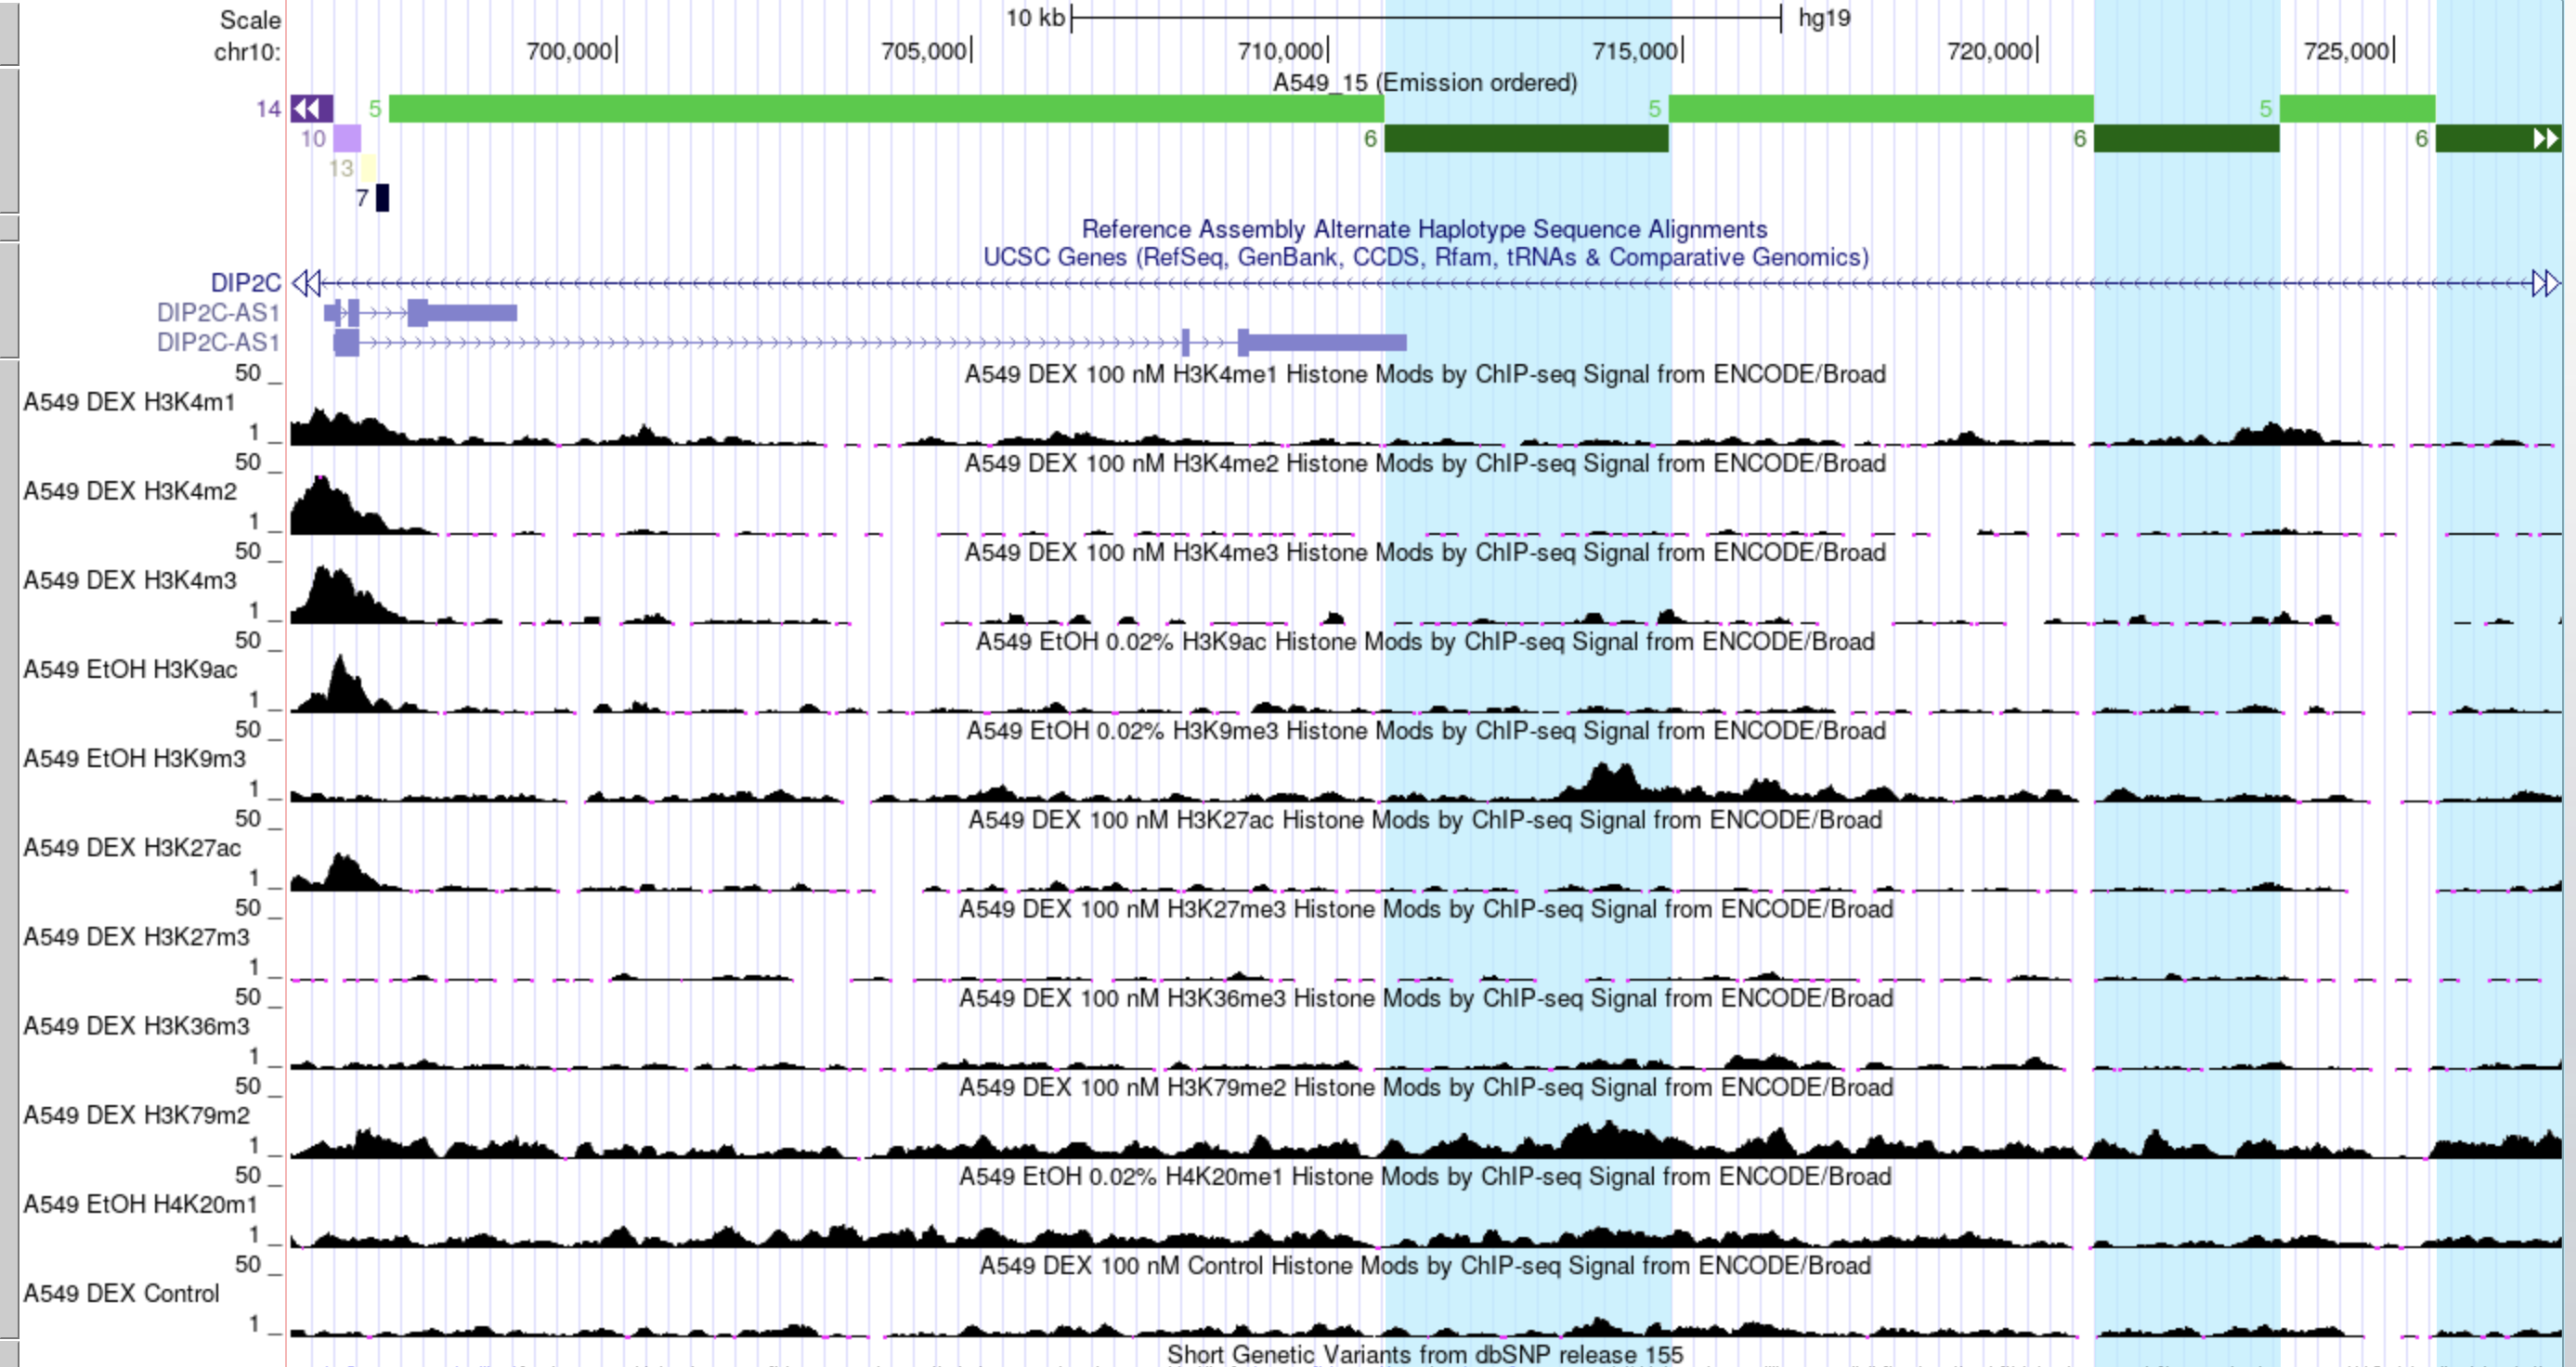 Scale 10 kb hg19
chr10: 700,000 705,000 710,000 715,000 720,000 725,000
A549_15 (Emission ordered)
14 5 5 5
10 6 6 6
13
7
Reference Assembly Alternate Haplotype Sequence Alignments
UCSC Genes (RefSeq, GenBank, CCDS, Rfam, tRNAs & Comparative Genomics)
DIP2C
DIP2C-AS1
DIP2C-AS1
50 A549 DEX 100 nM H3K4me1 Histone Mods by ChIP-seq Signal from ENCODE/Broad
A549 DEX H3K4m1
1
50 A549 DEX 100 nM H3K4me2 Histone Mods by ChIP-seq Signal from ENCODE/Broad
A549 DEX H3K4m2
1
50 A549 DEX 100 nM H3K4me3 Histone Mods by ChIP-seq Signal from ENCODE/Broad
A549 DEX H3K4m3
1
50 A549 EtOH 0.02% H3K9ac Histone Mods by ChIP-seq Signal from ENCODE/Broad
A549 EtOH H3K9ac
1
50 A549 EtOH 0.02% H3K9me3 Histone Mods by ChIP-seq Signal from ENCODE/Broad
A549 EtOH H3K9m3
1
50 A549 DEX 100 nM H3K27ac Histone Mods by ChIP-seq Signal from ENCODE/Broad
A549 DEX H3K27ac
1
50 A549 DEX 100 nM H3K27me3 Histone Mods by ChIP-seq Signal from ENCODE/Broad
A549 DEX H3K27m3
1
50 A549 DEX 100 nM H3K36me3 Histone Mods by ChIP-seq Signal from ENCODE/Broad
A549 DEX H3K36m3
1
50 A549 DEX 100 nM H3K79me2 Histone Mods by ChIP-seq Signal from ENCODE/Broad
A549 DEX H3K79m2
1
50 A549 EtOH 0.02% H4K20me1 Histone Mods by ChIP-seq Signal from ENCODE/Broad
A549 EtOH H4K20m1
1
50 A549 DEX 100 nM Control Histone Mods by ChIP-seq Signal from ENCODE/Broad
A549 DEX Control
1
Short Genetic Variants from dbSNP release 155